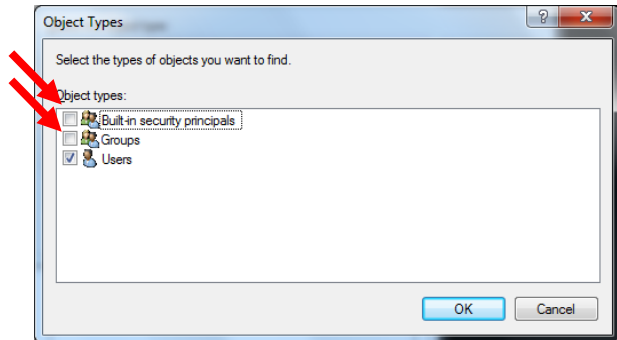 Object Types
Select the types of objects you want to find.
Object types:
Built-in security principals
Groups
Users
OK
Cancel